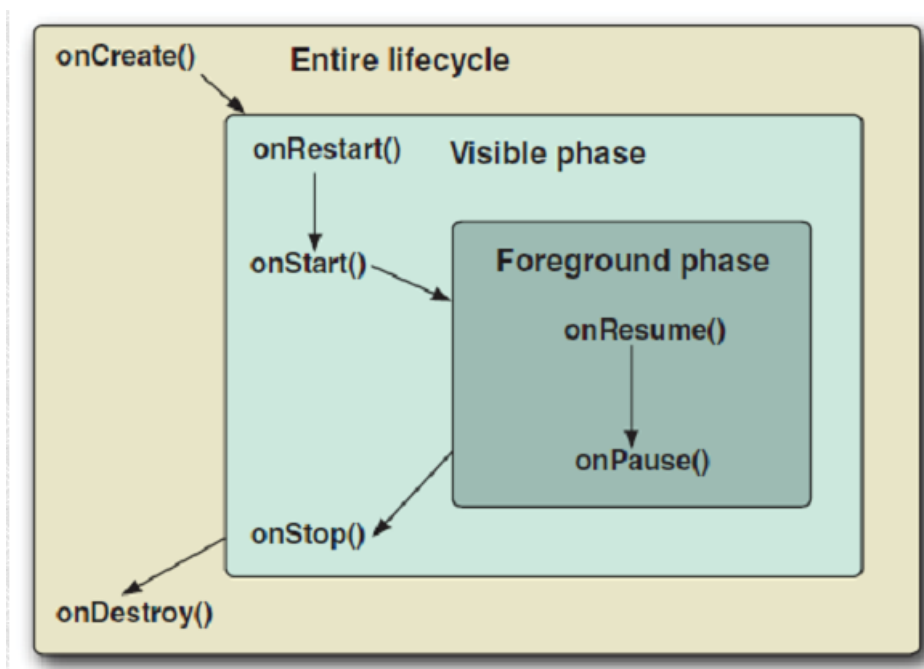 onCreate()
Entire lifecycle
onRestart()
Visible phase
onStart()
Foreground phase
onResume()
onPause()
onStop()
onDestroy()